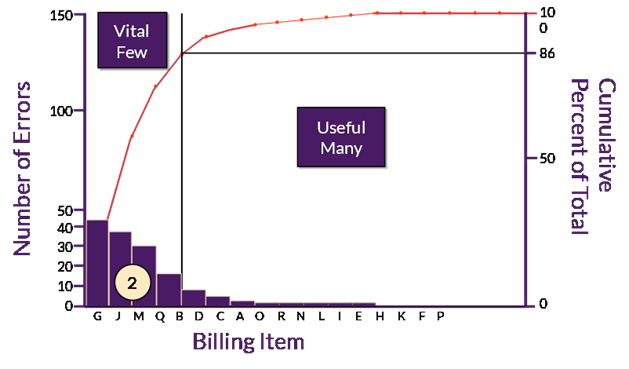 150
100
50
40
30
20
10
0
Number of Errors
Vital
Few
Useful
Many
2
10
0
86
50
0
Cumulative
Percent of Total
G J M Q B D C A O R N L I E H K F P
Billing Item